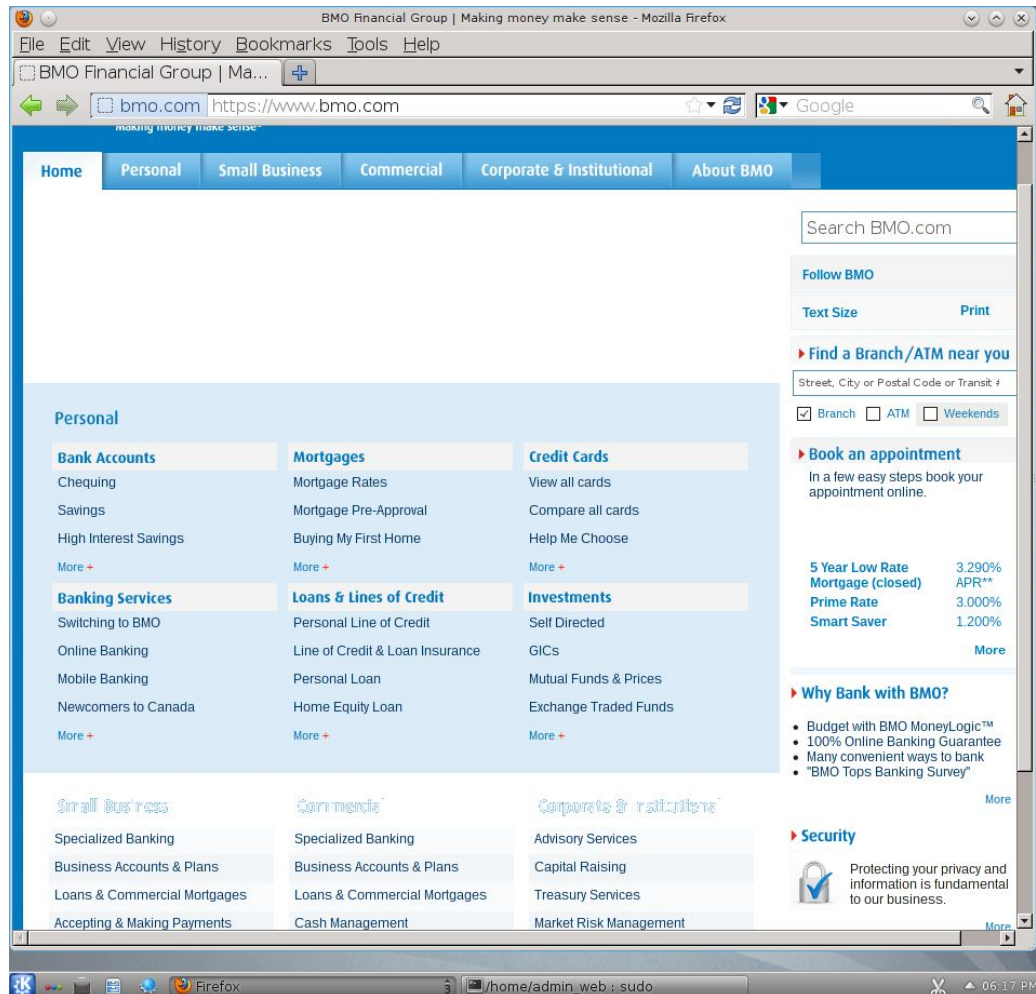 BMO Financial Group | Making money make sense - Mozilla Firefox
File Edit View History Bookmarks Tools Help
BMO Financial Group | Ma...
bmo.com https://www.bmo.com Google
Making money make sense®
Home Personal Small Business Commercial Corporate & Institutional About BMO
Search BMO.com
Follow BMO
Text Size Print
Find a Branch/ATM near you
Street, City or Postal Code or Transit #
Branch ATM Weekends
Personal
Bank Accounts Mortgages Credit Cards
Chequing Mortgage Rates View all cards
Savings Mortgage Pre-Approval Compare all cards
High Interest Savings Buying My First Home Help Me Choose
More + More + More +
Banking Services Loans & Lines of Credit Investments
Switching to BMO Personal Line of Credit Self Directed
Online Banking Line of Credit & Loan Insurance GICs
Mobile Banking Personal Loan Mutual Funds & Prices
Newcomers to Canada Home Equity Loan Exchange Traded Funds
More + More + More +
Book an appointment
In a few easy steps book your
appointment online.
5 Year Low Rate 3.290%
Mortgage (closed) APR**
Prime Rate 3.000%
Smart Saver 1.200%
More
Why Bank with BMO?
• Budget with BMO MoneyLogic™
• 100% Online Banking Guarantee
• Many convenient ways to bank
• "BMO Tops Banking Survey"
More
Small Business Commercial Corporate & Institutional
Specialized Banking Specialized Banking Advisory Services
Business Accounts & Plans Business Accounts & Plans Capital Raising
Loans & Commercial Mortgages Loans & Commercial Mortgages Treasury Services
Accepting & Making Payments Cash Management Market Risk Management
Security
Protecting your privacy and
information is fundamental
to our business.
More
Firefox 3 /home/admin_web : sudo 06:17 PM